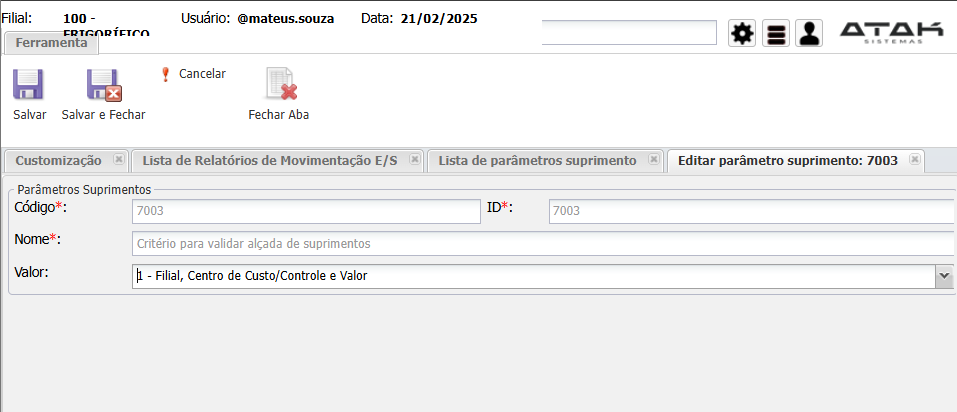 Filial: 100 - FRIGORÍFICO Usuário: @mateus.souza Data: 21/02/2025
ATAK SISTEMAS
Ferramenta
Salvar
Salvar e Fechar
Cancelar
Fechar Aba
Customização
Lista de Relatórios de Movimentação E/S
Lista de parâmetros suprimento
Editar parâmetro suprimento: 7003
Parâmetros Suprimentos
Código*: 7003 ID*: 7003
Nome*: Critério para validar alçada de suprimentos
Valor: 1 - Filial, Centro de Custo/Controle e Valor